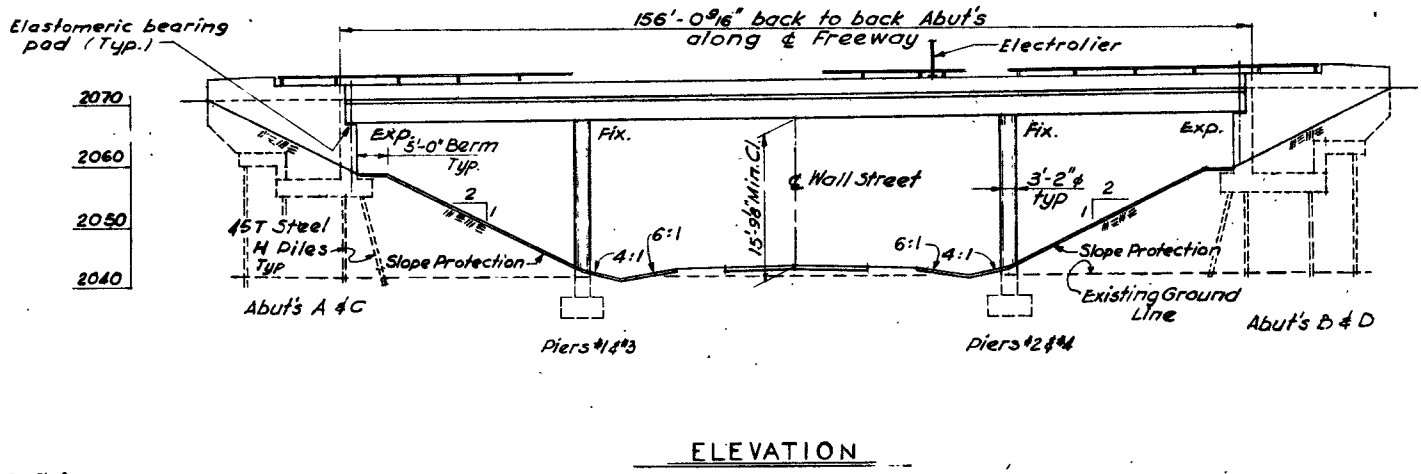 Elastomeric bearing
pad (Typ.)
156'-0 9/16" back to back Abut's
along ℄ Freeway
Electrolier
2070
2060
2050
2040
Exp.
5'-0" Berm
Typ.
Fix.
15'-9 8" Min. Cl.
℄ Wall Street
Fix.
3'-2"φ
typ
Exp.
2
1
2
1
45T Steel
H Piles
Typ
Slope Protection
4:1
6:1
6:1
4:1
Slope Protection
Existing Ground
Line
Abut's A & C
Abut's B & D
Piers #1 & #3
Piers #2 & #4
ELEVATION